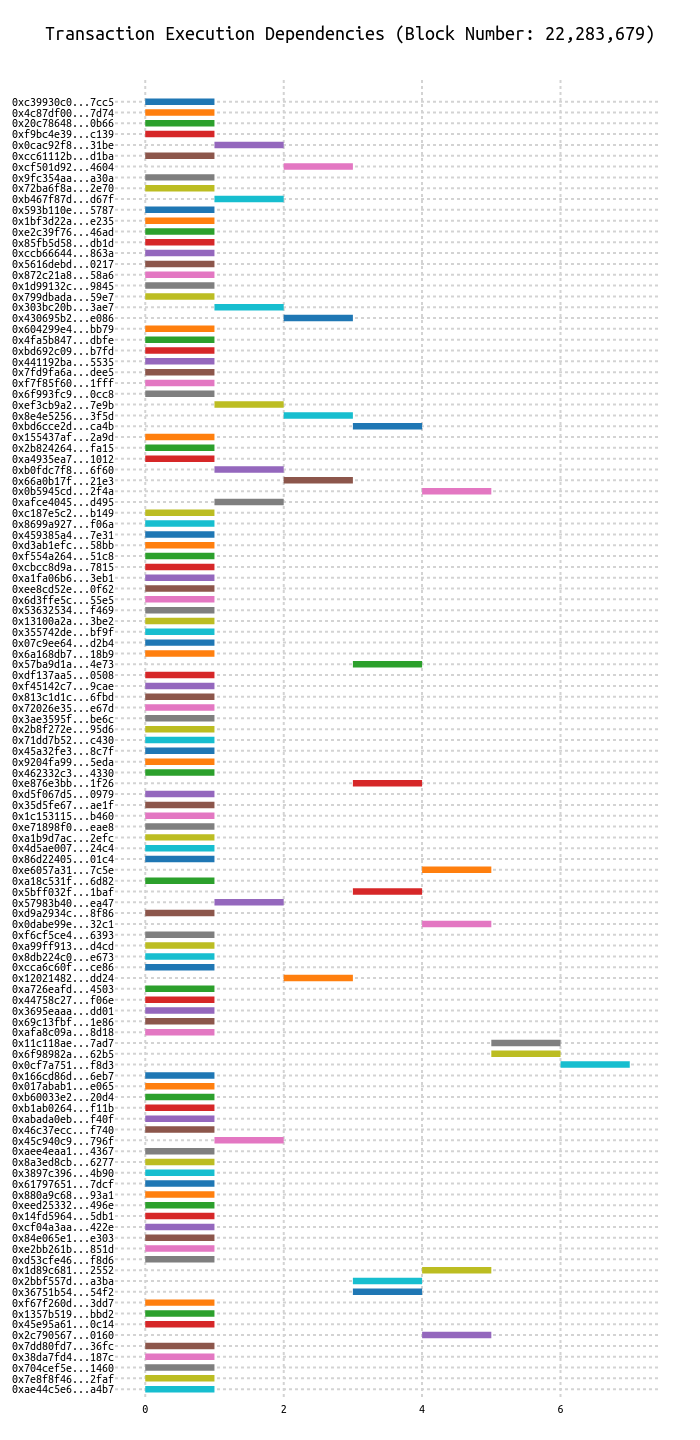 Transaction Execution Dependencies (Block Number: 22,283,679)
0xc39930c0...7cc5
0x4c87df00...7d74
0x20c78648...0b66
0xf9bc4e39...c139
0x0cac92f8...31be
0xcc61112b...d1ba
0xcf501d92...4604
0x9fc354aa...a30a
0x72ba6f8a...2e70
0xb467f87d...d67f
0x593b110e...5787
0x1bf3d22a...e235
0xe2c39f76...46ad
0x85fb5d58...db1d
0xccb66644...863a
0x5616debd...0217
0x872c21a8...58a6
0x1d99132c...9845
0x799dbada...59e7
0x303bc20b...3ae7
0x430695b2...e086
0x604299e4...bb79
0x4fa5b847...dbfe
0xbd692c09...b7fd
0x441192ba...5535
0x7fd9fa6a...dee5
0xf7f85f60...1fff
0x6f993fc9...0cc8
0xef3cb9a2...7e9b
0x8e4e5256...3f5d
0xbd6cce2d...ca4b
0x155437af...2a9d
0x2b824264...fa15
0xa4935ea7...1012
0xb0fdc7f8...6f60
0x66a0b17f...21e3
0x0b5945cd...2f4a
0xafce4045...d495
0xc187e5c2...b149
0x8699a927...f06a
0x459385a4...7e31
0xd3ab1efc...58bb
0xf554a264...51c8
0xcbcc8d9a...7815
0xa1fa06b6...3eb1
0xee8cd52e...0f62
0x6d3ffe5c...55e5
0x53632534...f469
0x13100a2a...3be2
0x355742de...bf9f
0x07c9ee64...d2b4
0x6a168db7...18b9
0x57ba9d1a...4e73
0xdf137aa5...0508
0xf45142c7...9cae
0x813c1d1c...6fbd
0x72026e35...e67d
0x3ae3595f...be6c
0x2b8f272e...95d6
0x71dd7b52...c430
0x45a32fe3...8c7f
0x9204fa99...5eda
0x462332c3...4330
0xe876e3bb...1f26
0xd5f067d5...0979
0x35d5fe67...ae1f
0x1c153115...b460
0xe71898f0...eae8
0xa1b9d7ac...2efc
0x4d5ae007...24c4
0x86d22405...01c4
0xe6057a31...7c5e
0xa18c531f...6d82
0x5bff032f...1baf
0x57983b40...ea47
0xd9a2934c...8f86
0x0dabe99e...32c1
0xf6cf5ce4...6393
0xa99ff913...d4cd
0x8db224c0...e673
0xcca6c60f...ce86
0x12021482...dd24
0xa726eafd...4503
0x44758c27...f06e
0x3695eaaa...dd01
0x69c13fbf...1e86
0xafa8c09a...8d18
0x11c118ae...7ad7
0x6f98982a...62b5
0x0cf7a751...f8d3
0x166cd86d...6eb7
0x017abab1...e065
0xb60033e2...20d4
0xb1ab0264...f11b
0xabada0eb...f40f
0x46c37ecc...f740
0x45c940c9...796f
0xaee4eaa1...4367
0x8a3ed8cb...6277
0x3897c396...4b90
0x61797651...7dcf
0x880a9c68...93a1
0xeed25332...496e
0x14fd5964...5db1
0xcf04a3aa...422e
0x84e065e1...e303
0xe2bb261b...851d
0xd53cfe46...f8d6
0x1d89c681...2552
0x2bbf557d...a3ba
0x36751b54...54f2
0xf67f260d...3dd7
0x1357b519...bbd2
0x45e95a61...0c14
0x2c790567...0160
0x7dd80fd7...36fc
0x38da7fd4...187c
0x704cef5e...1460
0x7e8f8f46...2faf
0xae44c5e6...a4b7
0 2 4 6